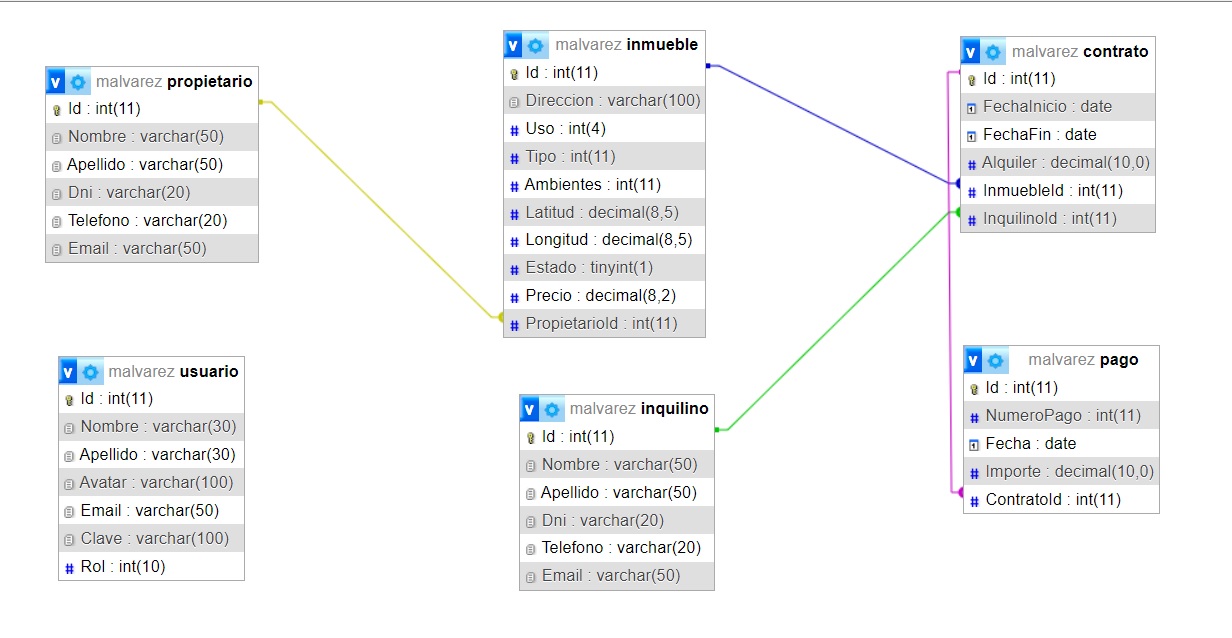 malvarez propietario
Id : int(11)
Nombre : varchar(50)
Apellido : varchar(50)
Dni : varchar(20)
Telefono : varchar(20)
Email : varchar(50)
malvarez usuario
Id : int(11)
Nombre : varchar(30)
Apellido : varchar(30)
Avatar : varchar(100)
Email : varchar(50)
Clave : varchar(100)
Rol : int(10)
malvarez inmueble
Id : int(11)
Direccion : varchar(100)
Uso : int(4)
Tipo : int(11)
Ambientes : int(11)
Latitud : decimal(8,5)
Longitud : decimal(8,5)
Estado : tinyint(1)
Precio : decimal(8,2)
PropietarioId : int(11)
malvarez inquilino
Id : int(11)
Nombre : varchar(50)
Apellido : varchar(50)
Dni : varchar(20)
Telefono : varchar(20)
Email : varchar(50)
malvarez contrato
Id : int(11)
FechaInicio : date
FechaFin : date
Alquiler : decimal(10,0)
InmuebleId : int(11)
InquilinoId : int(11)
malvarez pago
Id : int(11)
NumeroPago : int(11)
Fecha : date
Importe : decimal(10,0)
ContratoId : int(11)